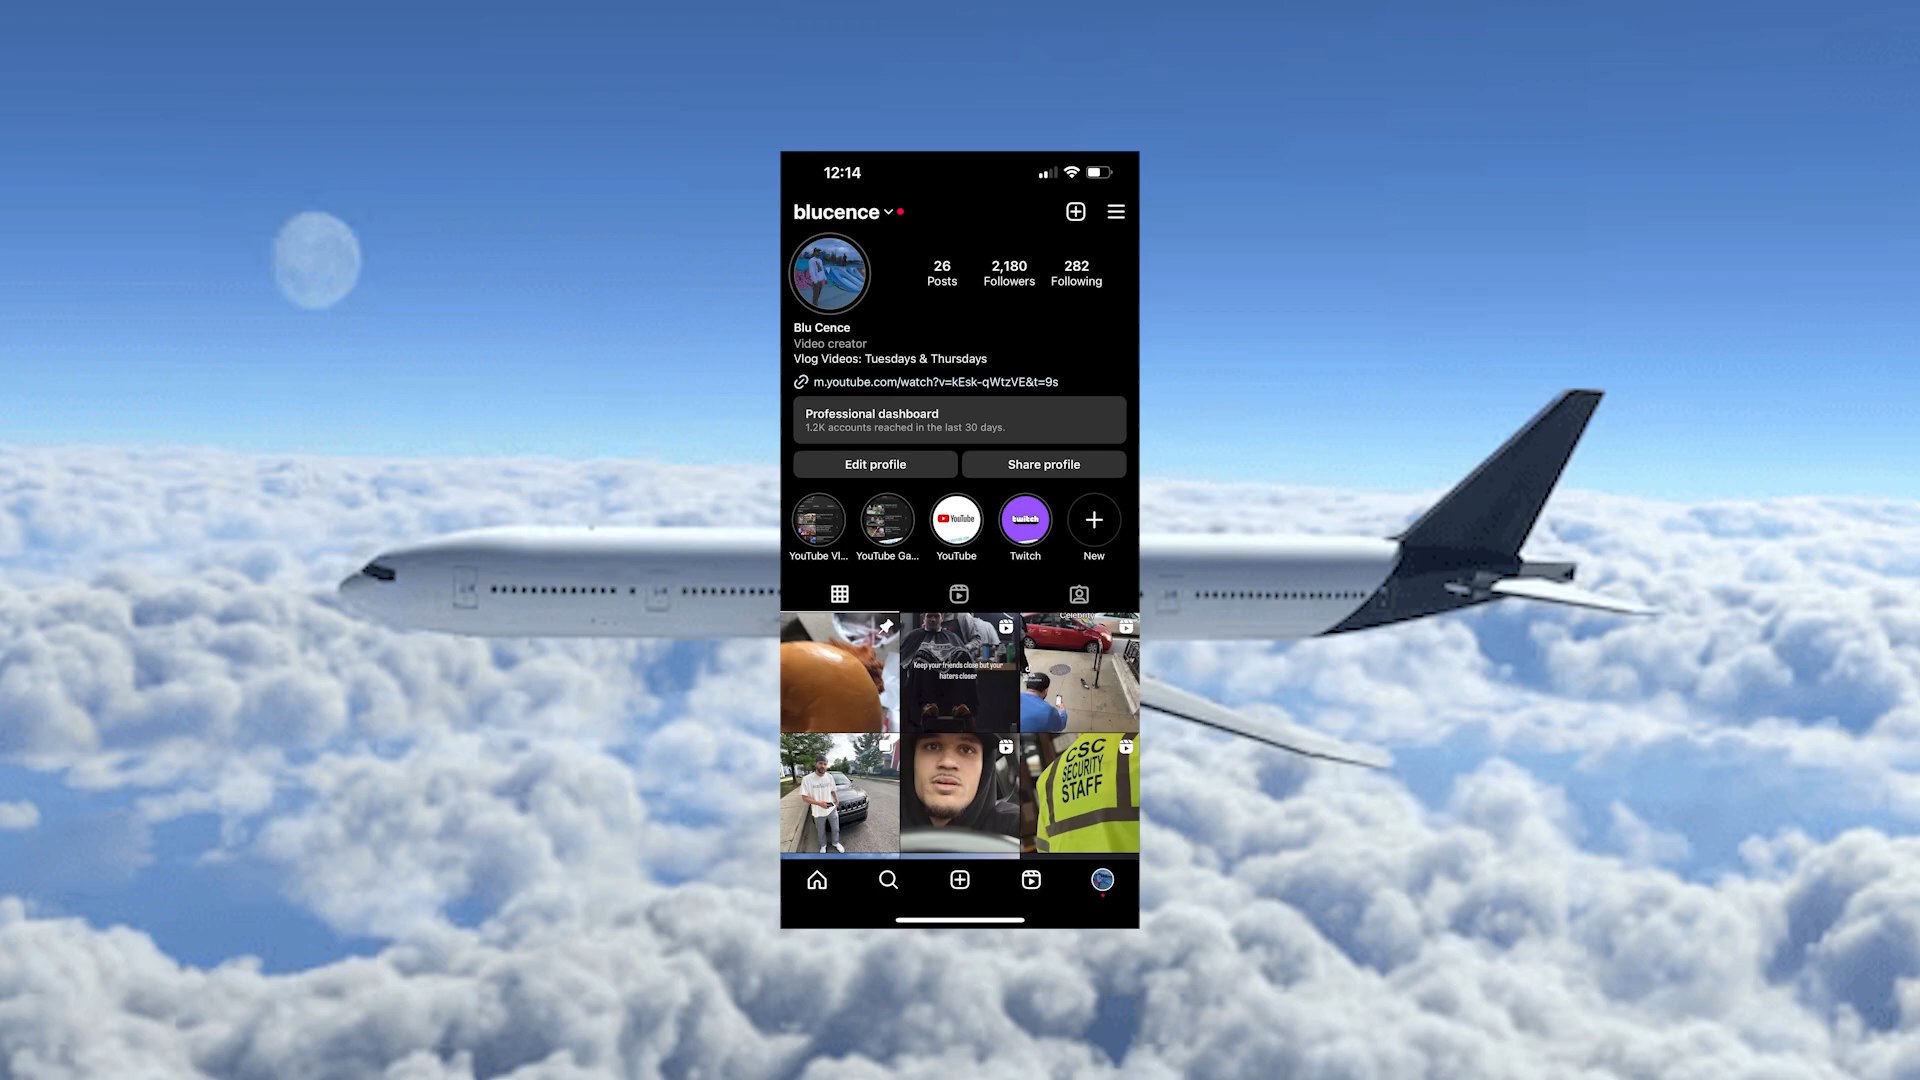 12:14
blucence
26
Posts
2,180
Followers
282
Following
Blu Cence
Video creator
Vlog Videos: Tuesdays & Thursdays
m.youtube.com/watch?v=kEsk-qWtzVE&t=9s
Professional dashboard
1.2K accounts reached in the last 30 days.
Edit profile
Share profile
YouTube
twitch
YouTube Vl...
YouTube Ga...
YouTube
Twitch
New
Celebrity
Keep your friends close but your
haters closer
CSC
SECURITY
STAFF